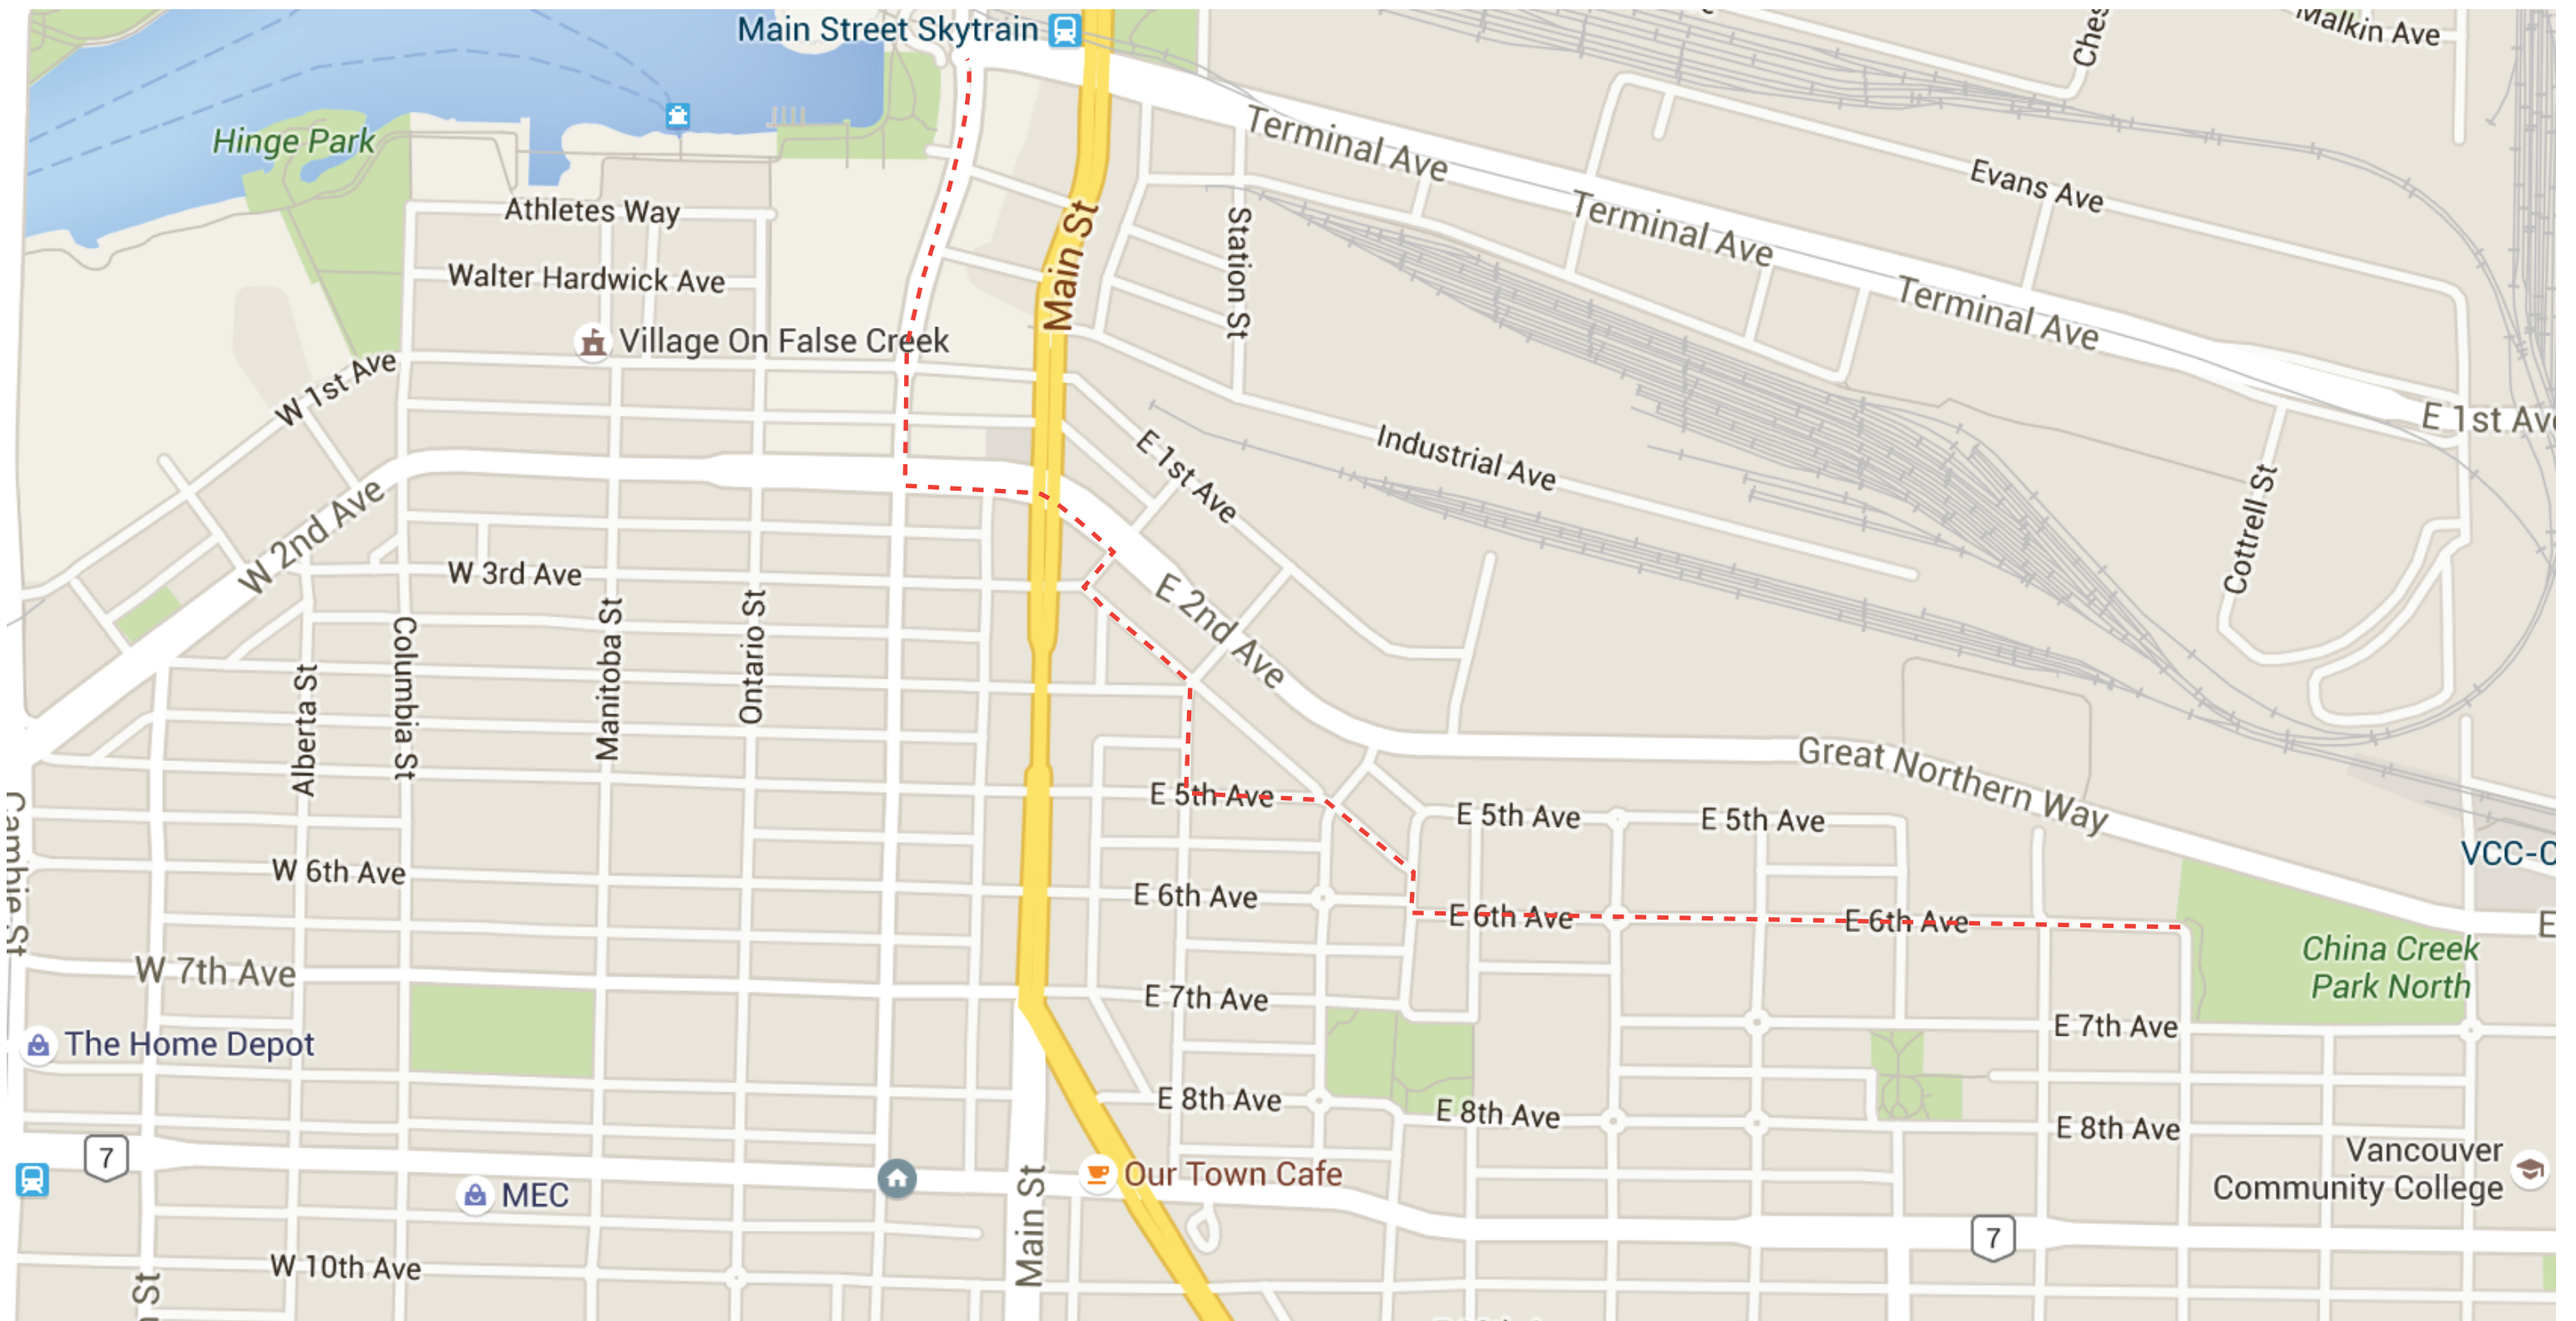 Main Street Skytrain
Malkin Ave
Hinge Park
Terminal Ave
Evans Ave
Athletes Way
Terminal Ave
Station St
Main St
Walter Hardwick Ave
Terminal Ave
Village On False Creek
W 1st Ave
E 1st Ave
E 1st Ave
Industrial Ave
Cottrell St
W 2nd Ave
W 3rd Ave
E 2nd Ave
Alberta St
Columbia St
Manitoba St
Ontario St
Great Northern Way
E 5th Ave
E 5th Ave
E 5th Ave
Cambie St
VCC-C
W 6th Ave
E 6th Ave
E 6th Ave
E 6th Ave
E
China Creek
Park North
W 7th Ave
E 7th Ave
E 7th Ave
The Home Depot
E 8th Ave
E 8th Ave
E 8th Ave
7
Vancouver
Community College
Our Town Cafe
MEC
Main St
7
W 10th Ave
St